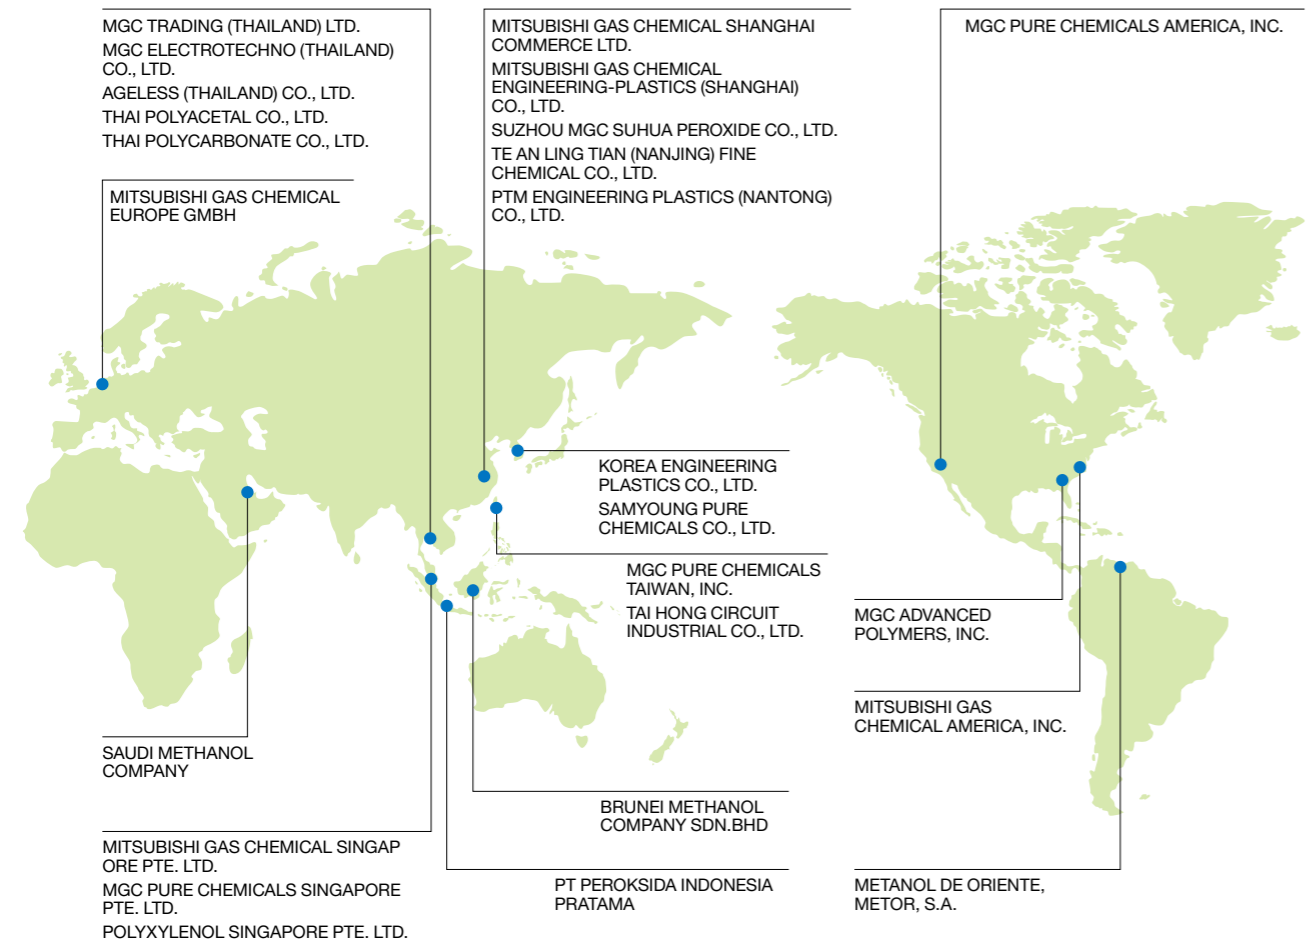 MGC TRADING (THAILAND) LTD.
MGC ELECTROTECHNO (THAILAND)
CO., LTD.
AGELESS (THAILAND) CO., LTD.
THAI POLYACETAL CO., LTD.
THAI POLYCARBONATE CO., LTD.
MITSUBISHI GAS CHEMICAL SHANGHAI
COMMERCE LTD.
MITSUBISHI GAS CHEMICAL
ENGINEERING-PLASTICS (SHANGHAI)
CO., LTD.
SUZHOU MGC SUHUA PEROXIDE CO., LTD.
TE AN LING TIAN (NANJING) FINE
CHEMICAL CO., LTD.
PTM ENGINEERING PLASTICS (NANTONG)
CO., LTD.
MGC PURE CHEMICALS AMERICA, INC.
MITSUBISHI GAS CHEMICAL
EUROPE GMBH
KOREA ENGINEERING
PLASTICS CO., LTD.
SAMYOUNG PURE
CHEMICALS CO., LTD.
MGC PURE CHEMICALS
TAIWAN, INC.
TAI HONG CIRCUIT
INDUSTRIAL CO., LTD.
MGC ADVANCED
POLYMERS, INC.
MITSUBISHI GAS
CHEMICAL AMERICA, INC.
SAUDI METHANOL
COMPANY
BRUNEI METHANOL
COMPANY SDN.BHD
MITSUBISHI GAS CHEMICAL SINGAP
ORE PTE. LTD.
MGC PURE CHEMICALS SINGAPORE
PTE. LTD.
POLYXYLENOL SINGAPORE PTE. LTD.
PT PEROKSIDA INDONESIA
PRATAMA
METANOL DE ORIENTE,
METOR, S.A.